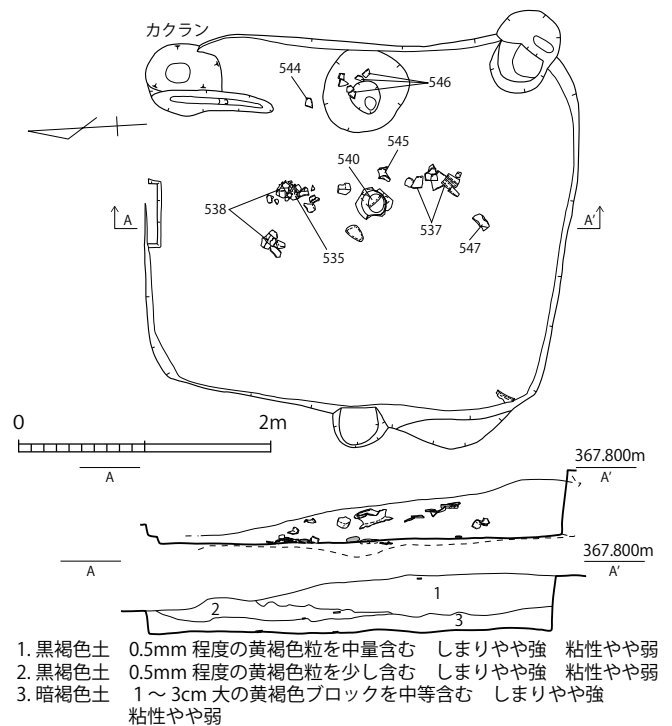 カクラン
544
546
545
540
A
538
535
537
547
A'
0
2m
367.800m
A
A'
367.800m
A
A'
1
2
3
1. 黒褐色土　0.5mm 程度の黄褐色粒を中量含む　しまりやや強　粘性やや弱
2. 黒褐色土　0.5mm 程度の黄褐色粒を少し含む　しまりやや強　粘性やや弱
3. 暗褐色土　1～3cm 大の黄褐色ブロックを中等含む　しまりやや強
粘性やや弱